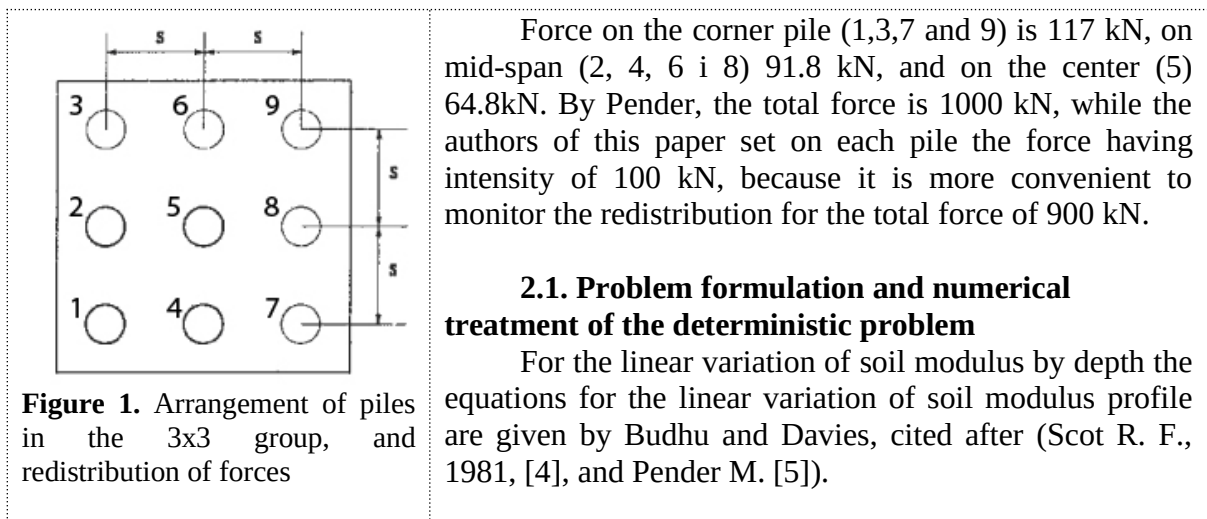 s s
3 6 9
s
2 5 8
s
1 4 7
Figure 1. Arrangement of piles
in the 3x3 group, and
redistribution of forces
Force on the corner pile (1,3,7 and 9) is 117 kN, on
mid-span (2, 4, 6 i 8) 91.8 kN, and on the center (5)
64.8kN. By Pender, the total force is 1000 kN, while the
authors of this paper set on each pile the force having
intensity of 100 kN, because it is more convenient to
monitor the redistribution for the total force of 900 kN.
2.1. Problem formulation and numerical
treatment of the deterministic problem
For the linear variation of soil modulus by depth the
equations for the linear variation of soil modulus profile
are given by Budhu and Davies, cited after (Scot R. F.,
1981, [4], and Pender M. [5]).